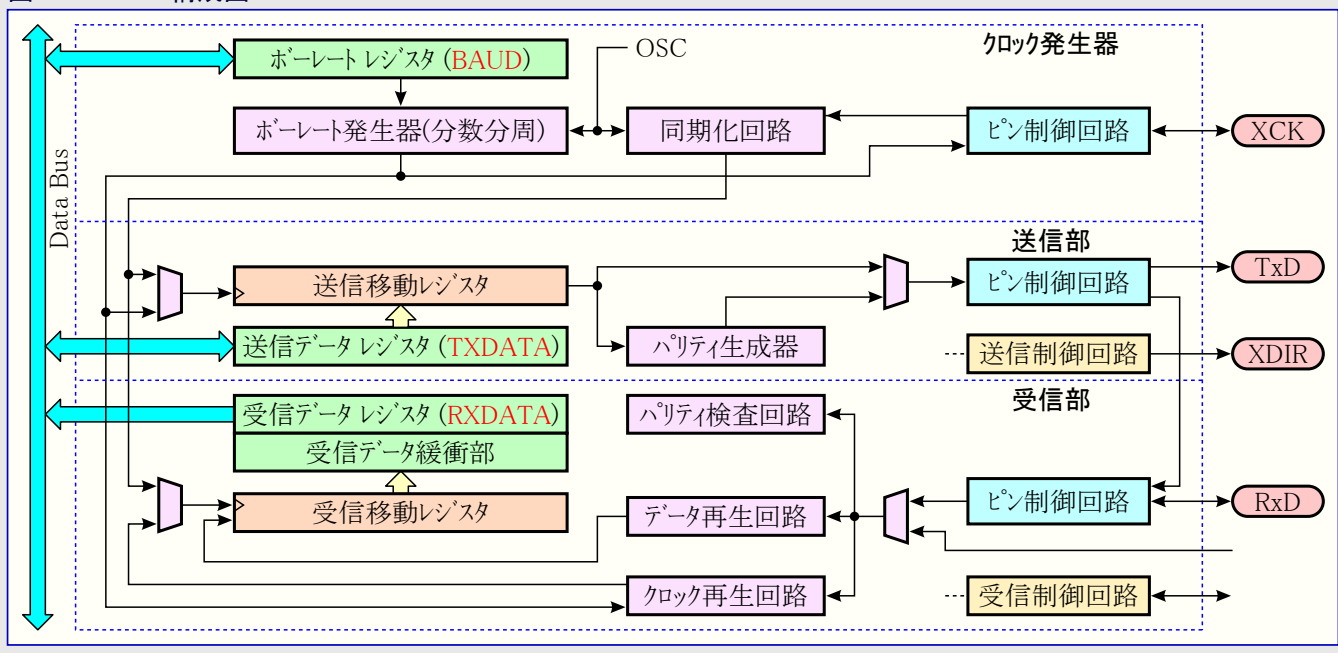 ボーレート レジスタ (BAUD)
OSC
クロック発生器
ボーレート発生器(分数分周)
同期化回路
ピン制御回路
XCK
Data Bus
送信部
送信移動レジスタ
ピン制御回路
TxD
送信データ レジスタ (TXDATA)
パリティ生成器
送信制御回路
XDIR
受信部
受信データ レジスタ (RXDATA)
パリティ検査回路
受信データ緩衝部
受信移動レジスタ
データ再生回路
ピン制御回路
RxD
クロック再生回路
受信制御回路